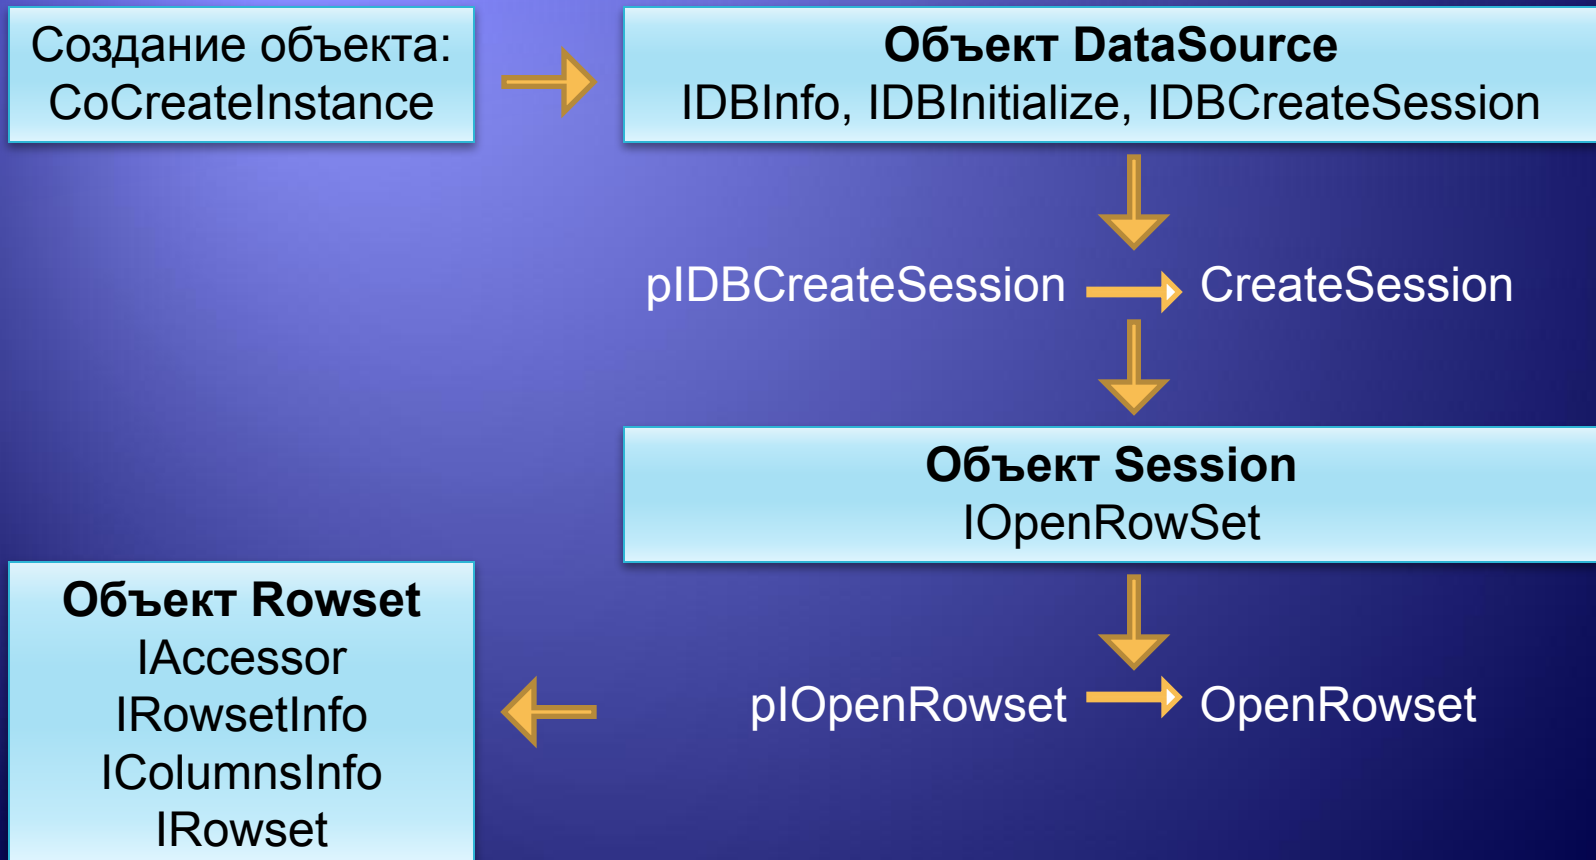 Создание объекта:
CoCreateInstance
Объект DataSource
IDBInfo, IDBInitialize, IDBCreateSession
pIDBCreateSession
CreateSession
Объект Session
IOpenRowSet
pIOpenRowset
OpenRowset
Объект Rowset
IAccessor
IRowsetInfo
IColumnsInfo
IRowset